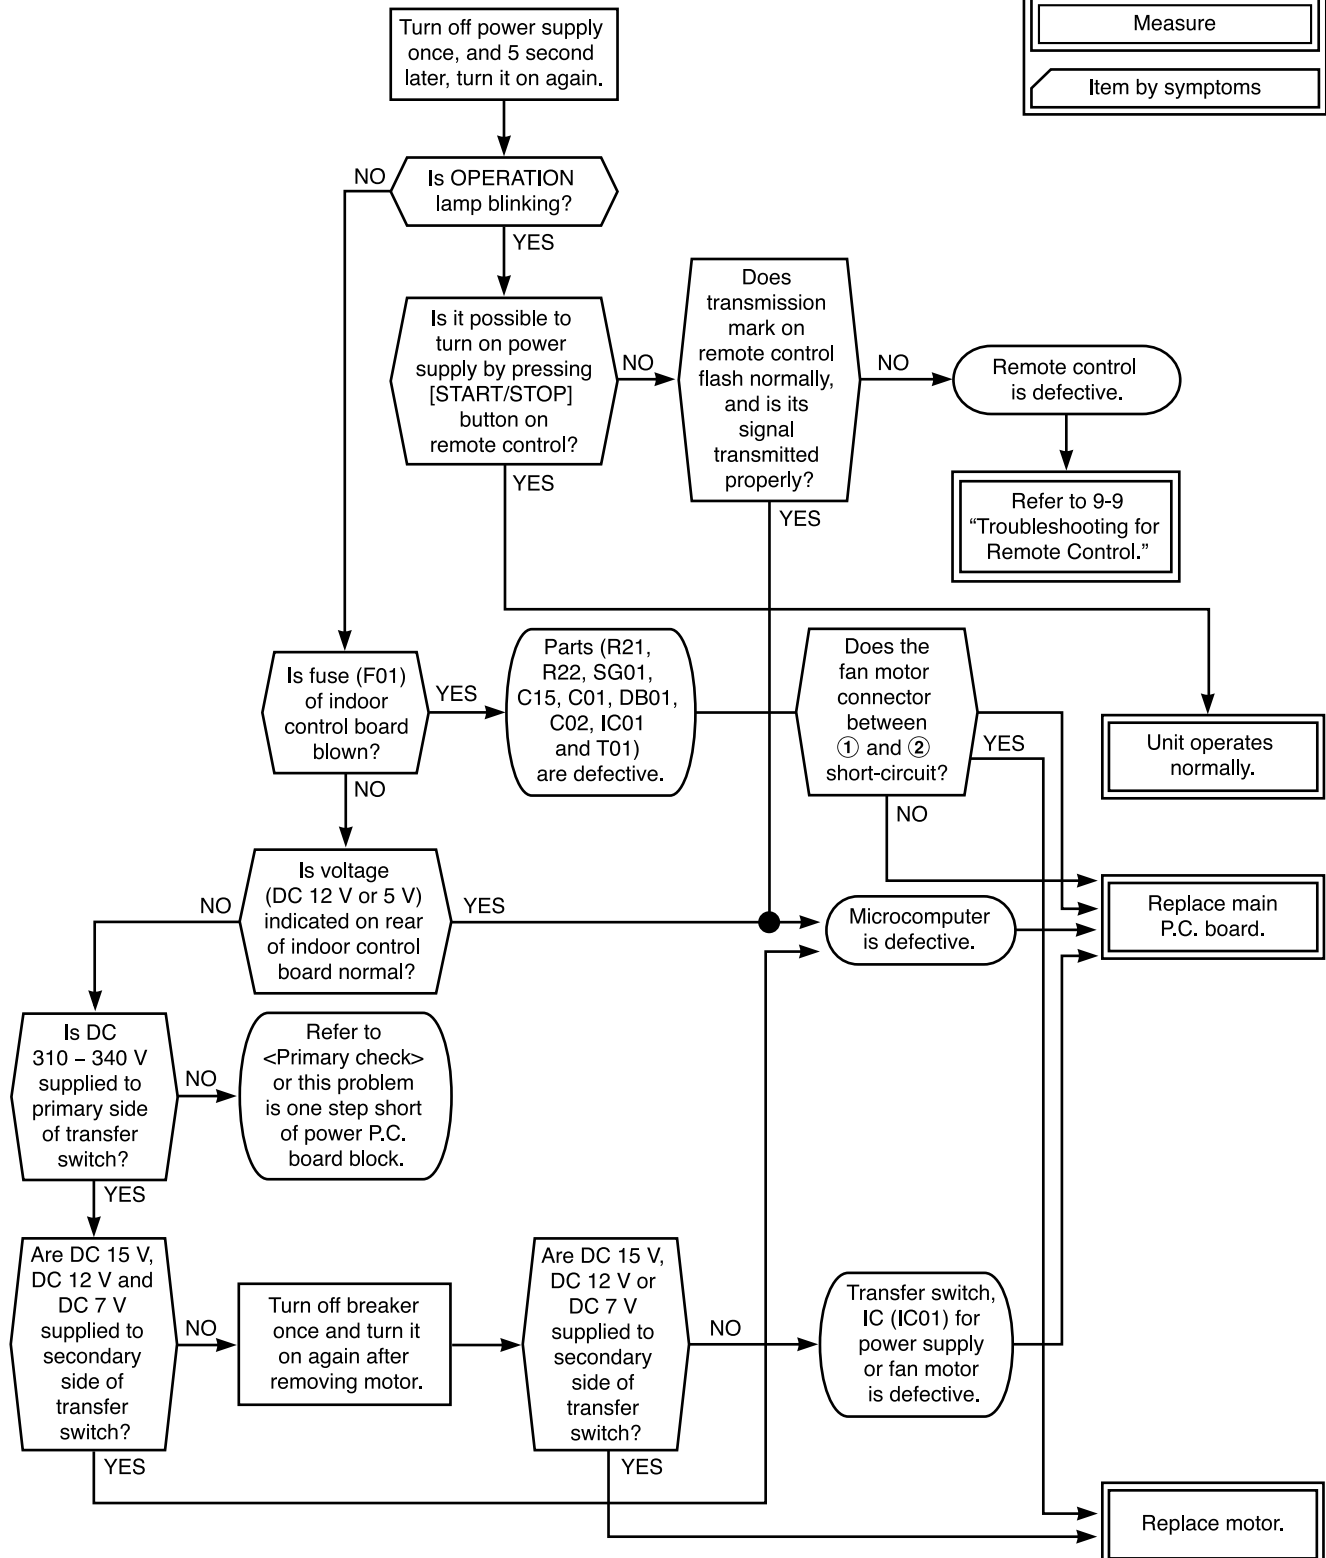 Measure
Item by symptoms
Turn off power supply
once, and 5 second
later, turn it on again.
NO
Is OPERATION
lamp blinking?
YES
Is it possible to
turn on power
supply by pressing
[START/STOP]
button on
remote control?
NO
YES
Does
transmission
mark on
remote control
flash normally,
and is its
signal
transmitted
properly?
NO
YES
Remote control
is defective.
Refer to 9-9
“Troubleshooting for
Remote Control.”
Is fuse (F01)
of indoor
control board
blown?
YES
NO
Parts (R21,
R22, SG01,
C15, C01, DB01,
C02, IC01
and T01)
are defective.
Does the
fan motor
connector
between
① and ②
short-circuit?
YES
NO
Unit operates
normally.
Is voltage
(DC 12 V or 5 V)
indicated on rear
of indoor control
board normal?
NO
YES
Microcomputer
is defective.
Replace main
P.C. board.
Is DC
310 – 340 V
supplied to
primary side
of transfer
switch?
NO
YES
Refer to
<Primary check>
or this problem
is one step short
of power P.C.
board block.
Are DC 15 V,
DC 12 V and
DC 7 V
supplied to
secondary
side of
transfer
switch?
NO
YES
Turn off breaker
once and turn it
on again after
removing motor.
Are DC 15 V,
DC 12 V or
DC 7 V
supplied to
secondary
side of
transfer
switch?
NO
YES
Transfer switch,
IC (IC01) for
power supply
or fan motor
is defective.
Replace motor.